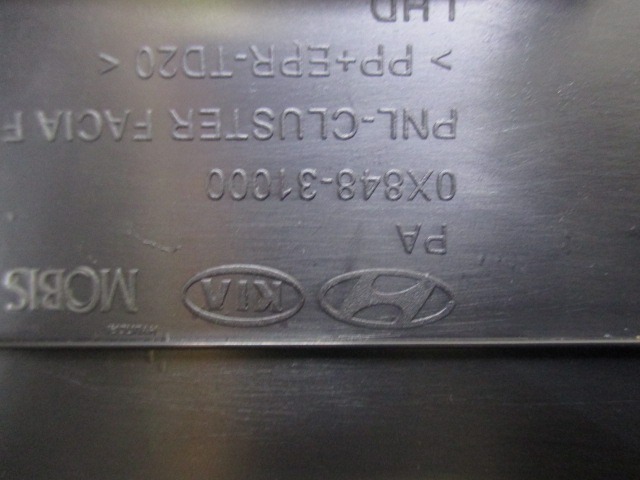 KIA MOBIS
PA
0X848-31000
PNL-CLUSTER FACIA F
> PP+EPR-TD20 <
LHD